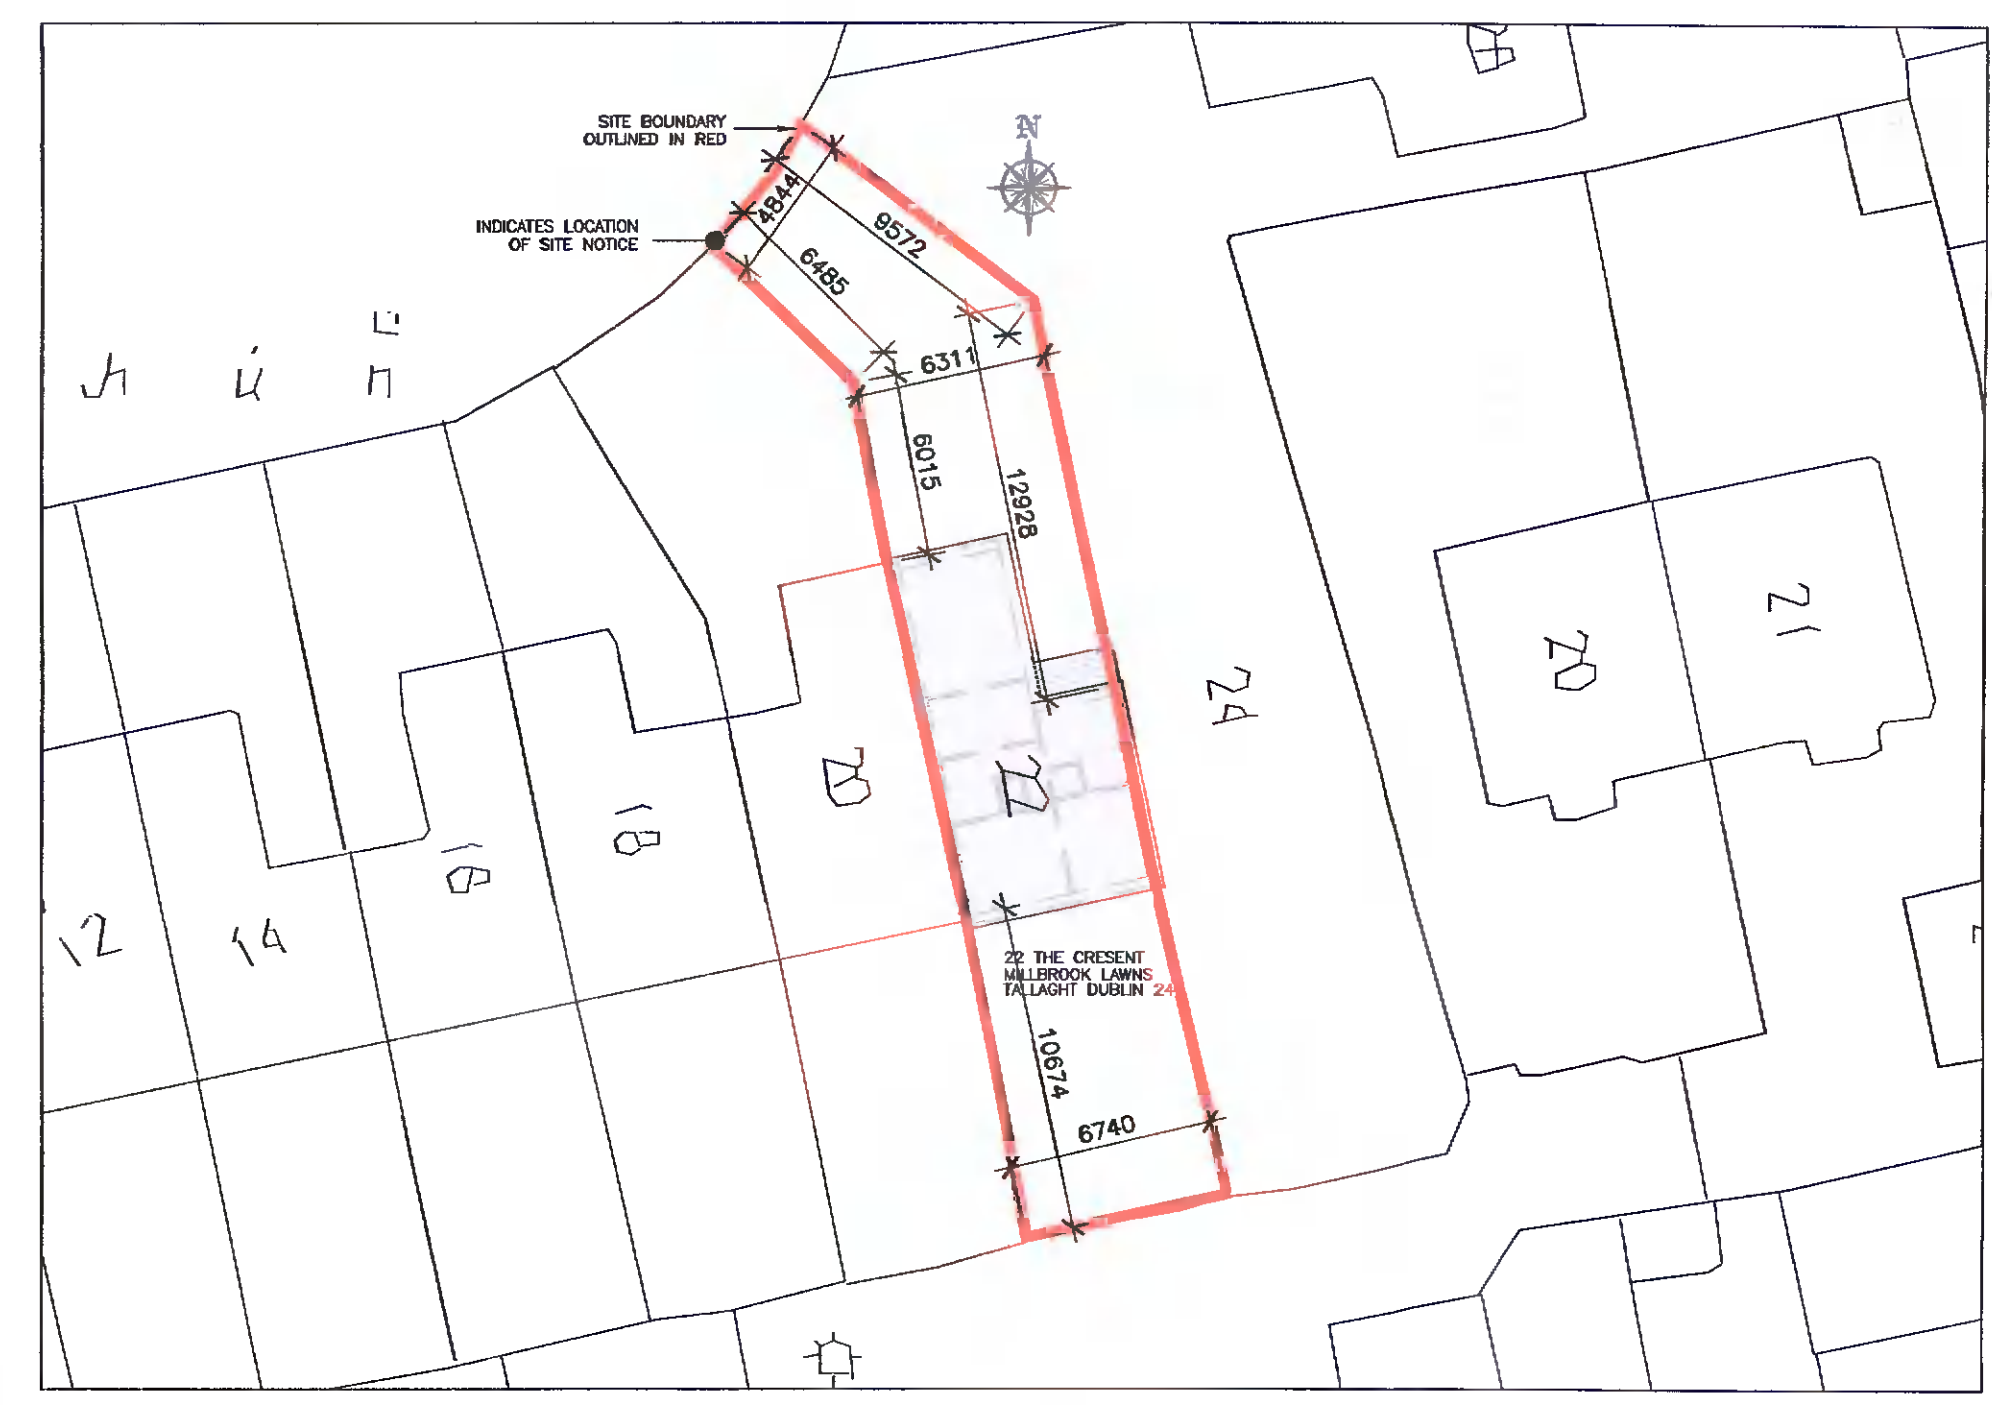 N
SITE BOUNDARY
OUTLINED IN RED
INDICATES LOCATION
OF SITE NOTICE
4844
9572
6485
6311
6015
12928
21
20
24
22
20
18
16
14
12
22 THE CRESENT
MILLBROOK LAWNS
TALLAGHT DUBLIN 24
10674
6740